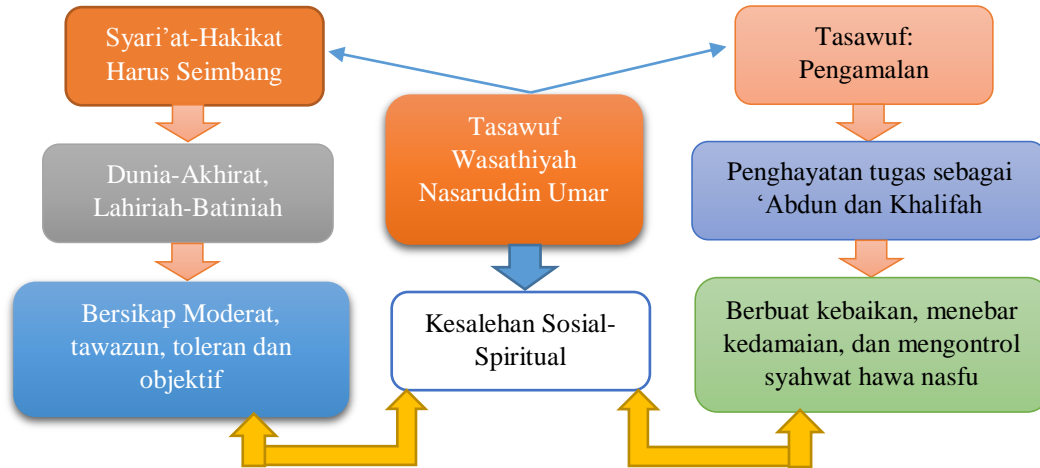 Syari’at-Hakikat
Harus Seimbang
Dunia-Akhirat,
Lahiriah-Batiniah
Bersikap Moderat,
tawazun, toleran dan
objektif
Tasawuf
Wasathiyah
Nasaruddin Umar
Kesalehan Sosial-
Spiritual
Tasawuf:
Pengamalan
Penghayatan tugas sebagai
‘Abdun dan Khalifah
Berbuat kebaikan, menebar
kedamaian, dan mengontrol
syahwat hawa nasfu